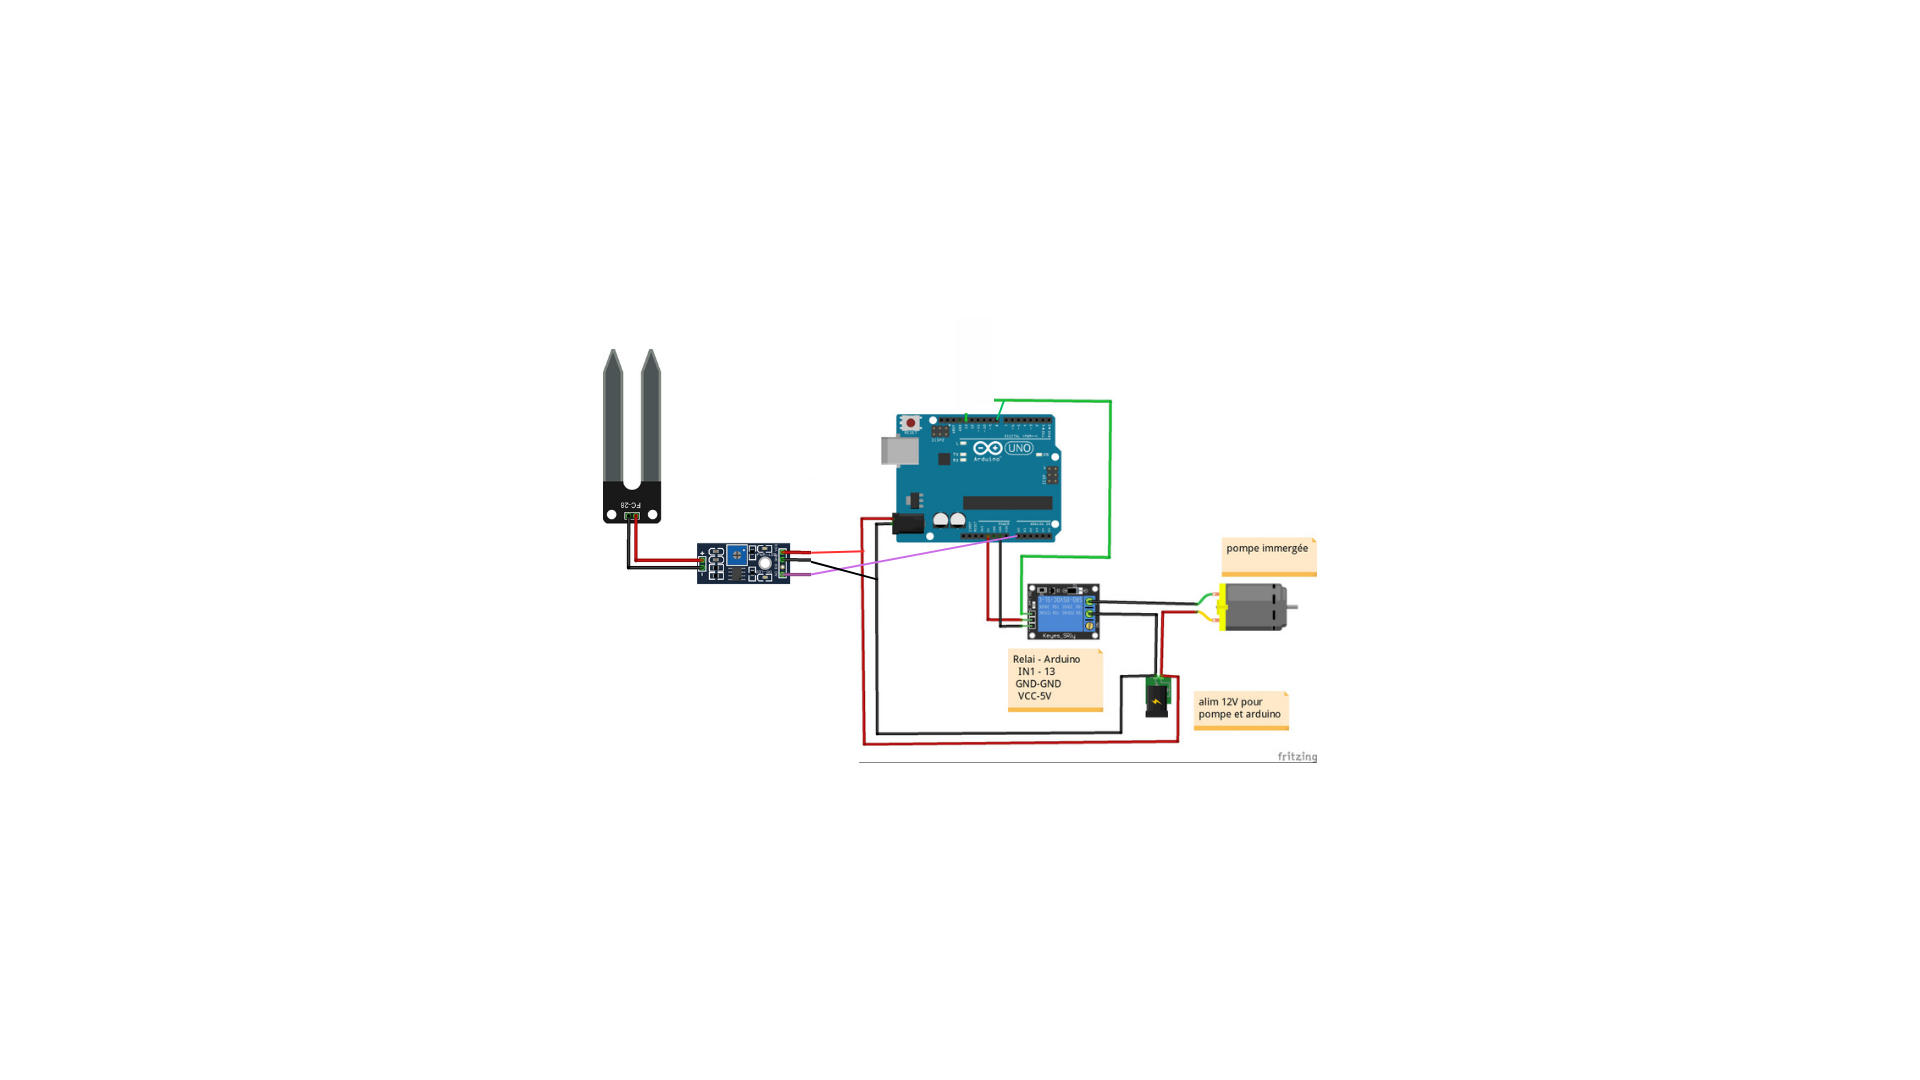 UNO
Arduino
FC-28
pompe immergée
Keyes_SRly
Relai - Arduino
IN1 - 13
GND-GND
VCC-5V
alim 12V pour
pompe et arduino
fritzing